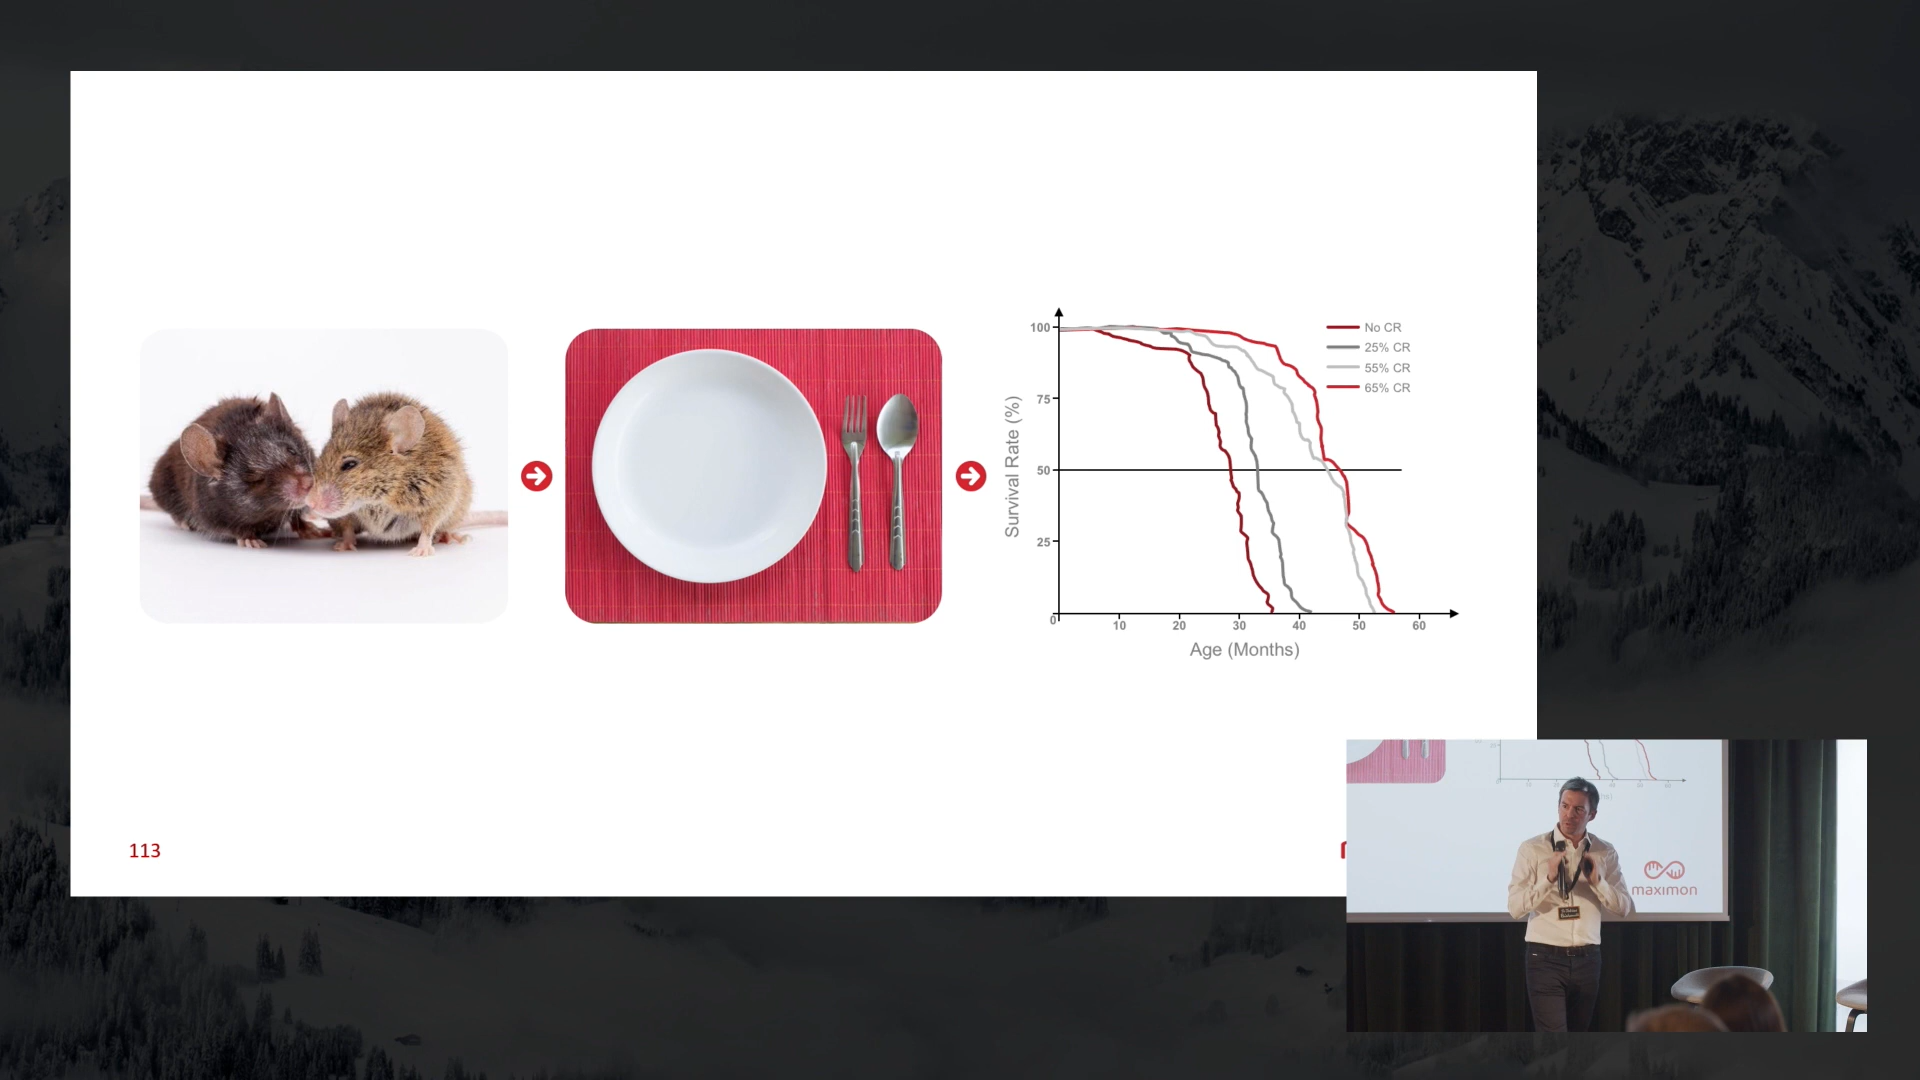 100
75
50
25
0
10 20 30 40 50 60
Survival Rate (%)
Age (Months)
No CR
25% CR
55% CR
65% CR
113
maximon